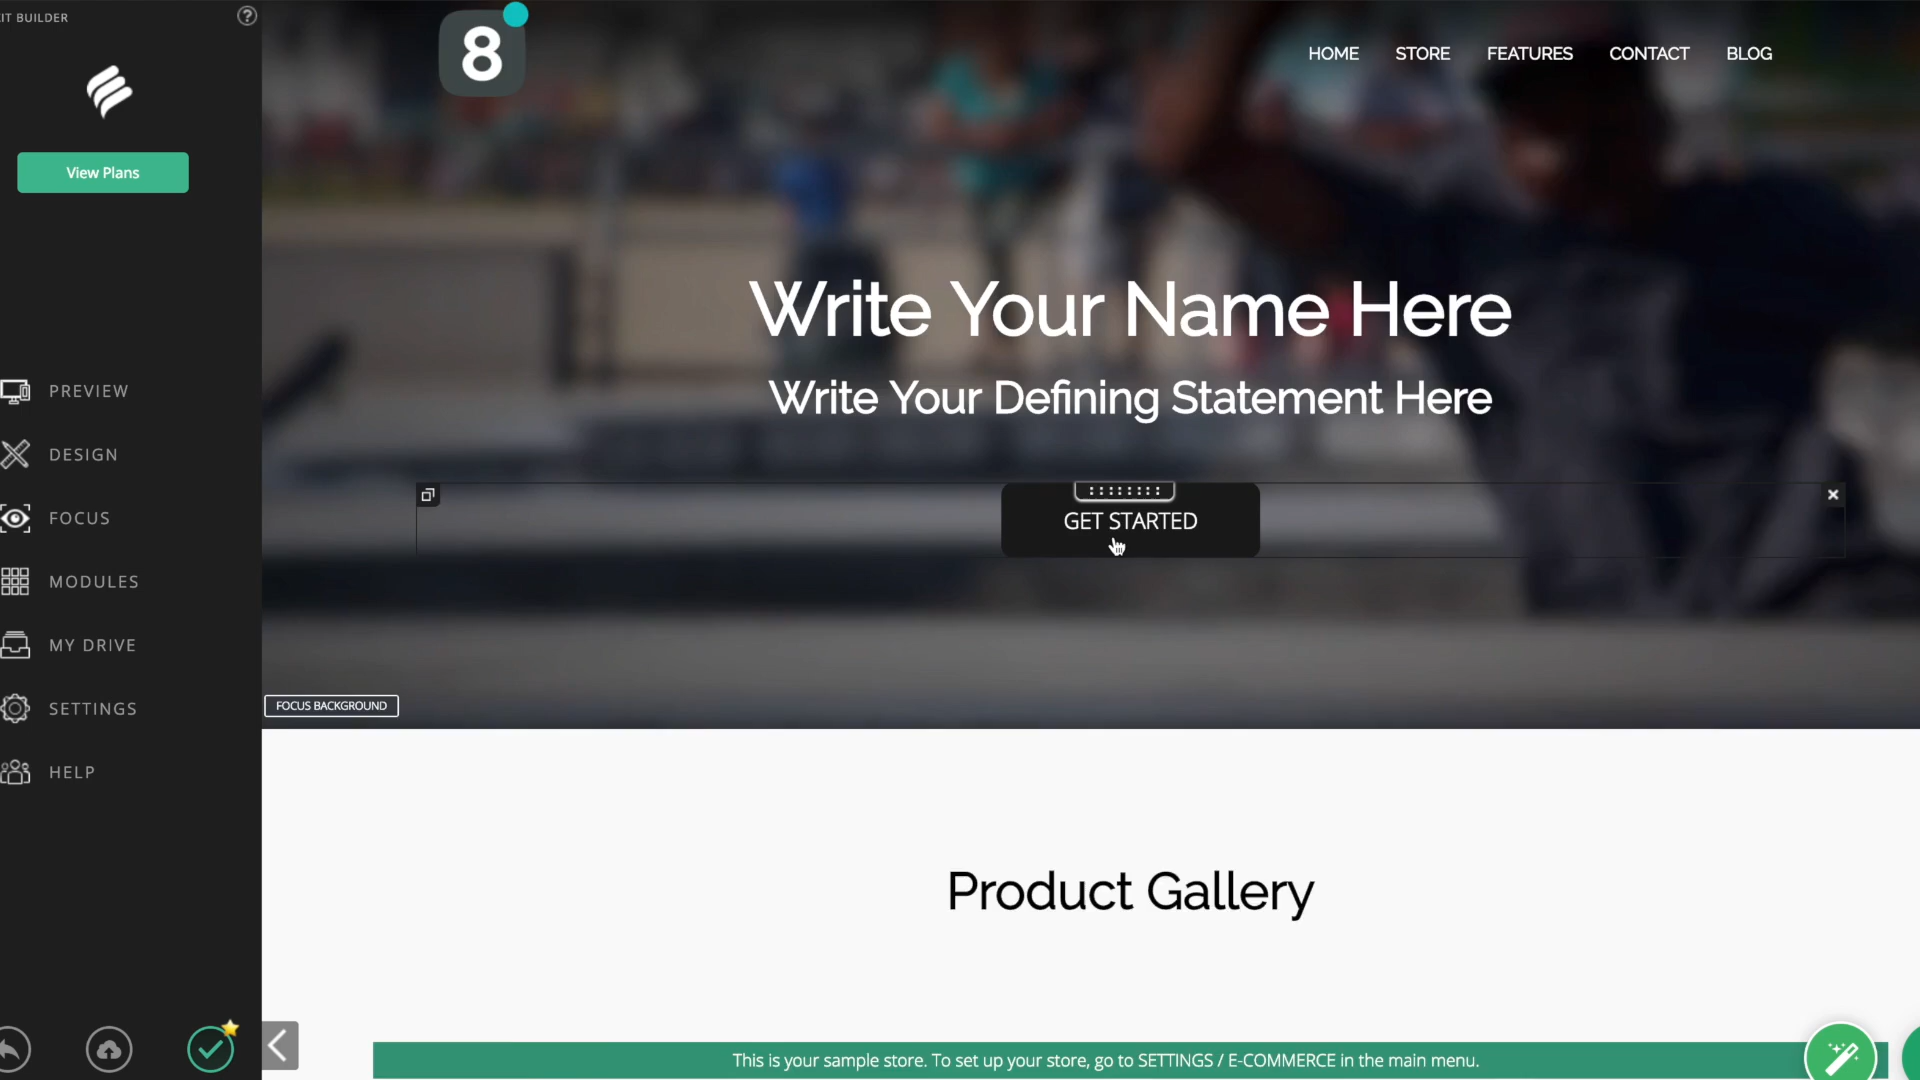 IT BUILDER
?
View Plans
PREVIEW
DESIGN
FOCUS
MODULES
MY DRIVE
SETTINGS
HELP
8
HOME
STORE
FEATURES
CONTACT
BLOG
Write Your Name Here
Write Your Defining Statement Here
GET STARTED
FOCUS BACKGROUND
Product Gallery
This is your sample store. To set up your store, go to SETTINGS / E-COMMERCE in the main menu.